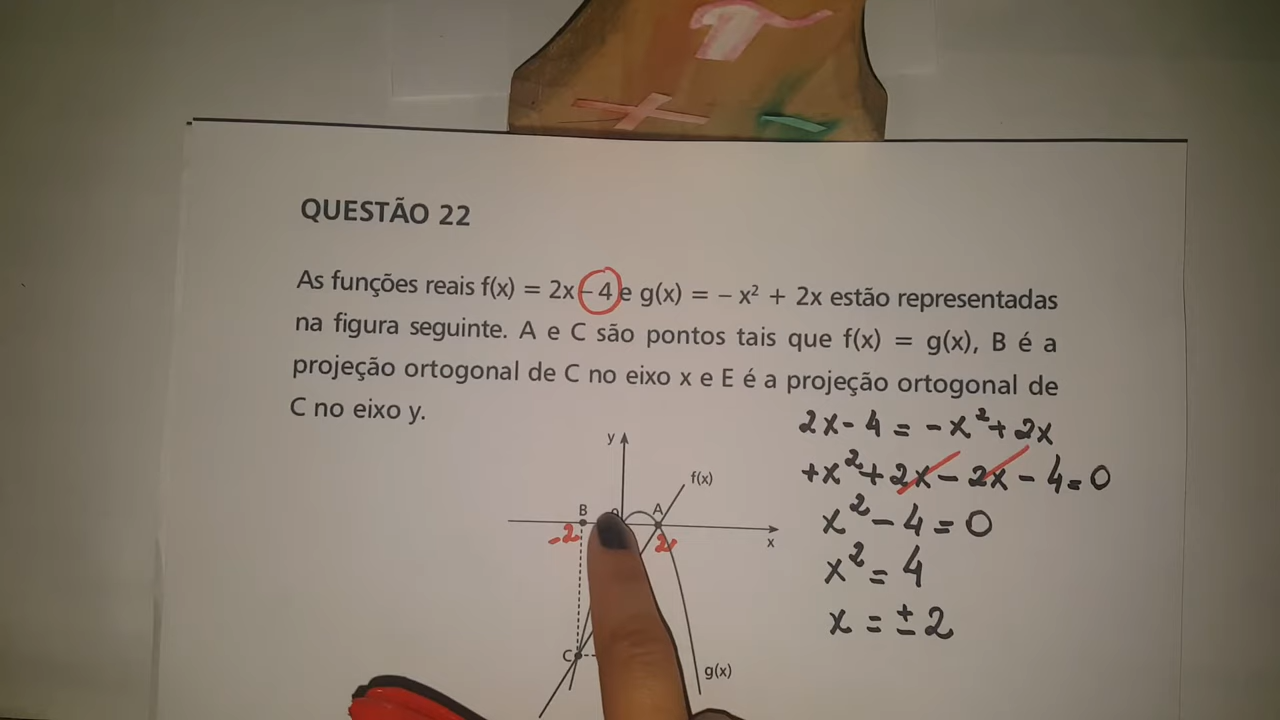 QUESTÃO 22
As funções reais f(x) = 2x – 4 e g(x) = – x² + 2x estão representadas
na figura seguinte. A e C são pontos tais que f(x) = g(x), B é a
projeção ortogonal de C no eixo x e E é a projeção ortogonal de
C no eixo y.
2x - 4 = -x² + 2x
+x² + 2x - 2x - 4 = 0
x² - 4 = 0
x² = 4
x = ± 2
y
f(x)
B
A
-2
2
x
C
g(x)